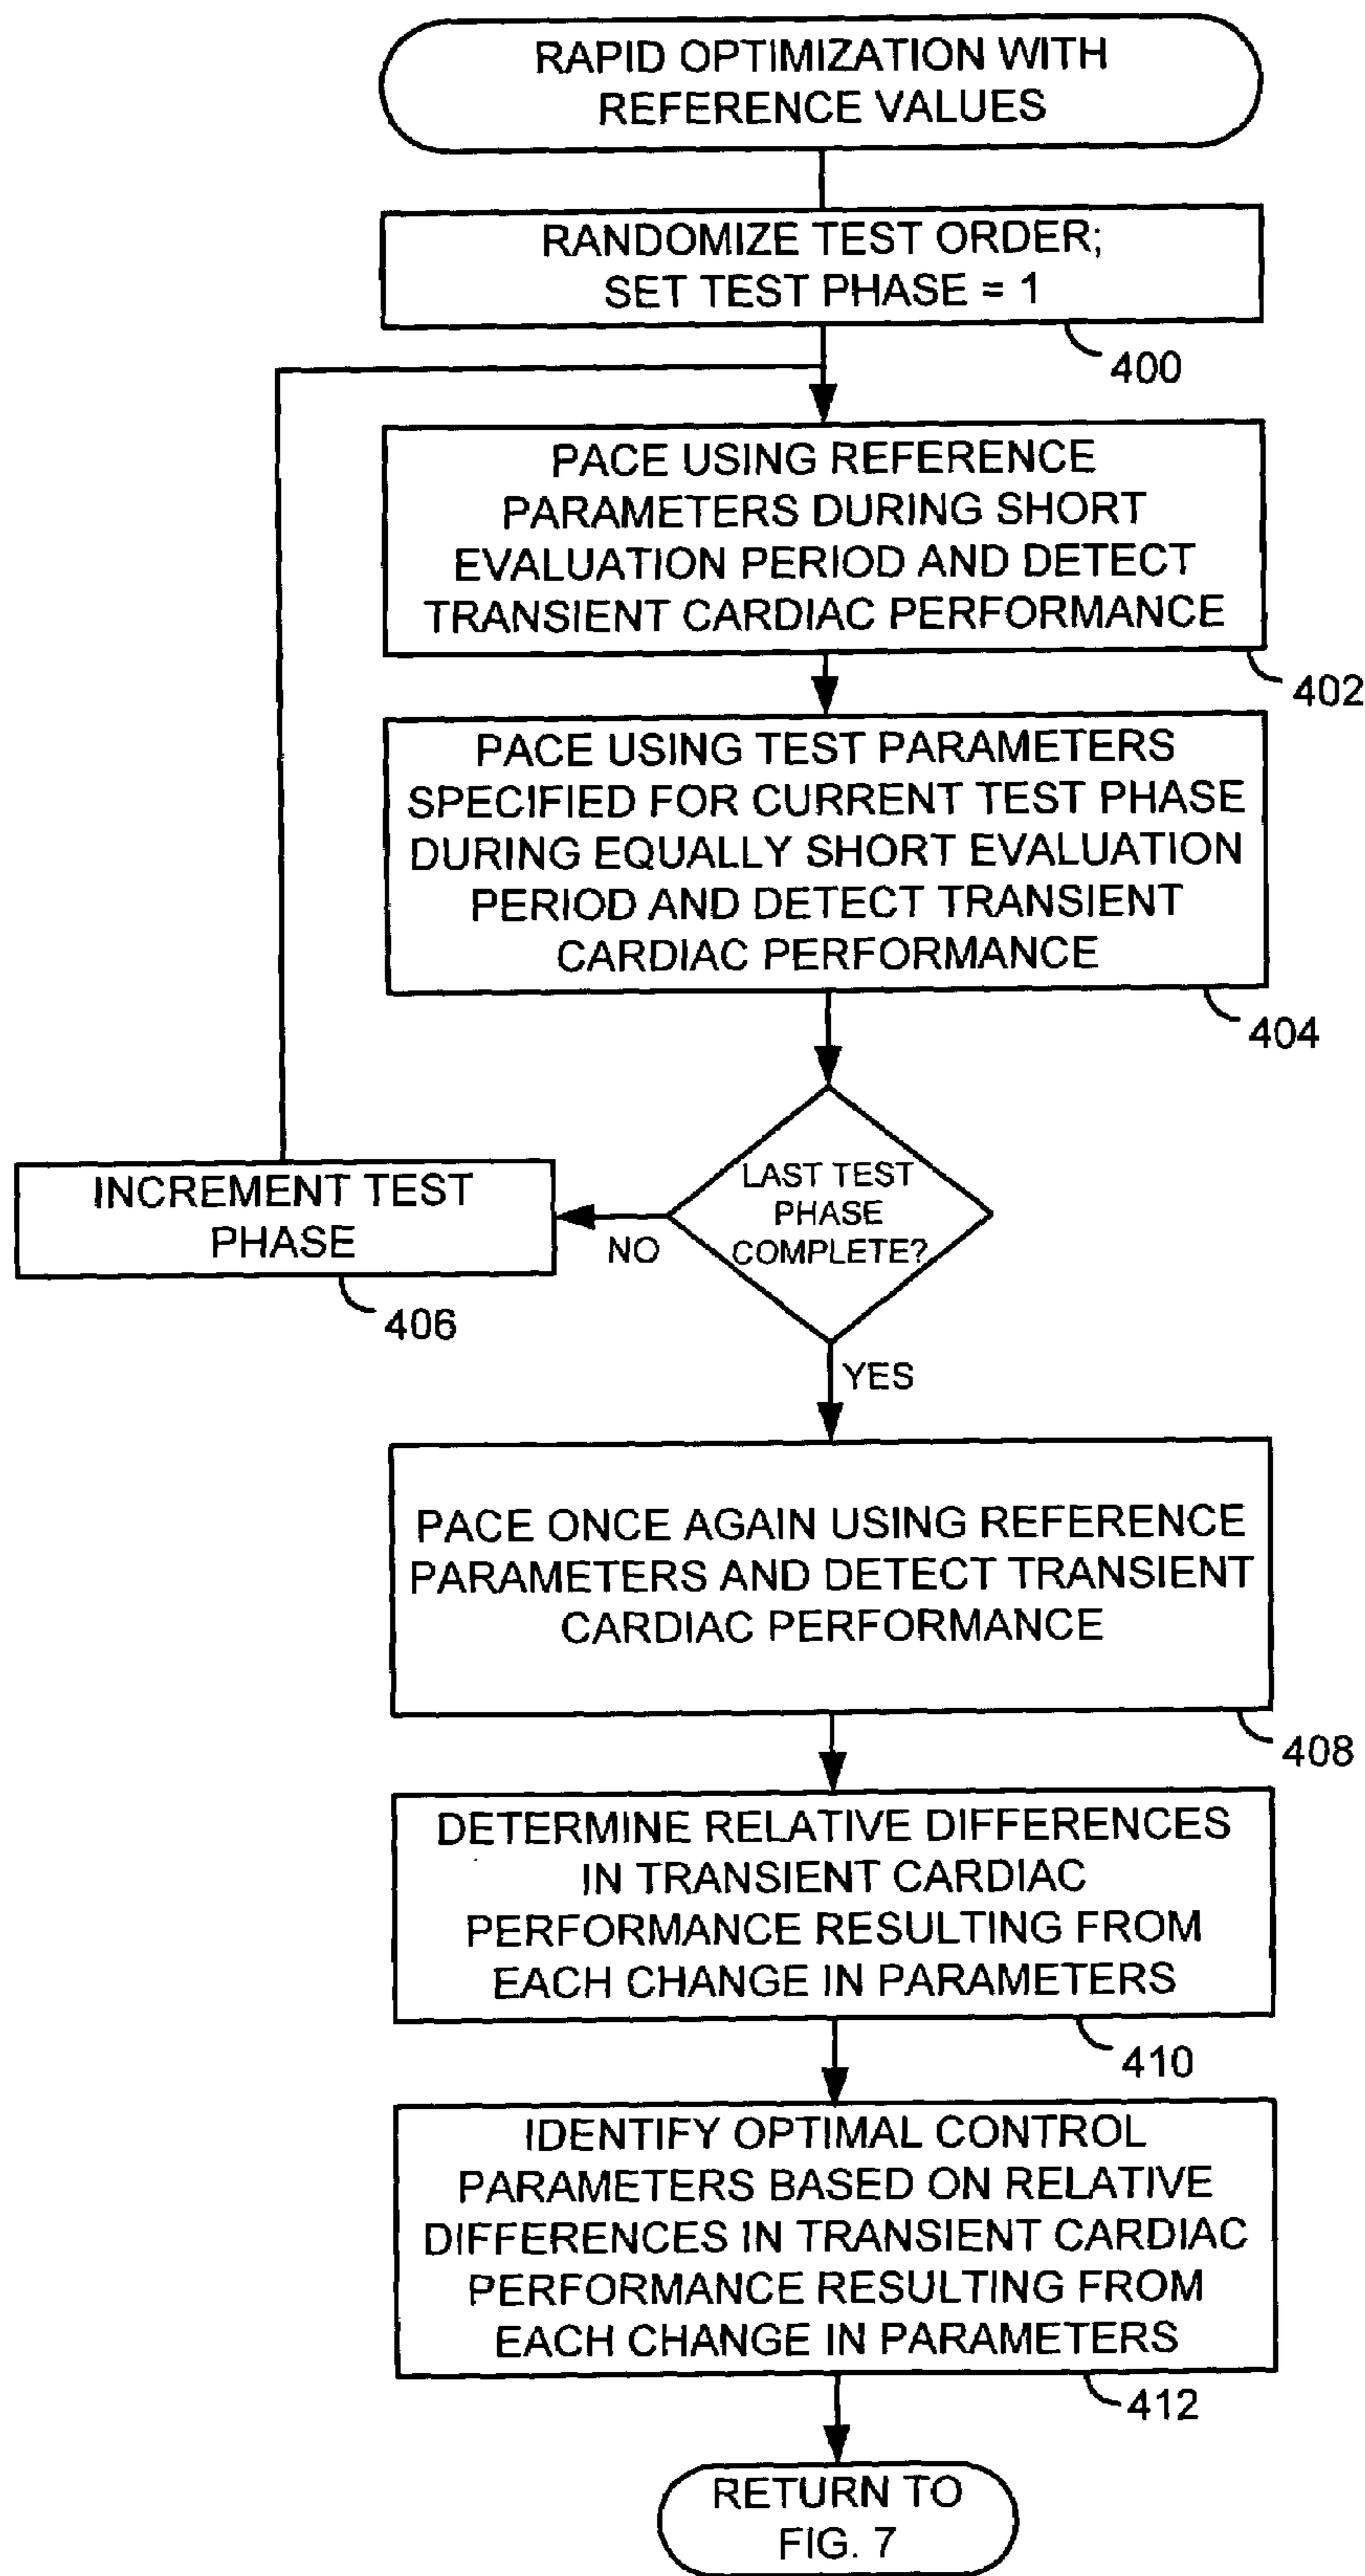 RAPID OPTIMIZATION WITH
REFERENCE VALUES
RANDOMIZE TEST ORDER;
SET TEST PHASE = 1
400
PACE USING REFERENCE
PARAMETERS DURING SHORT
EVALUATION PERIOD AND DETECT
TRANSIENT CARDIAC PERFORMANCE
402
PACE USING TEST PARAMETERS
SPECIFIED FOR CURRENT TEST PHASE
DURING EQUALLY SHORT EVALUATION
PERIOD AND DETECT TRANSIENT
CARDIAC PERFORMANCE
404
LAST TEST
PHASE
COMPLETE?
NO
INCREMENT TEST
PHASE
406
YES
PACE ONCE AGAIN USING REFERENCE
PARAMETERS AND DETECT TRANSIENT
CARDIAC PERFORMANCE
408
DETERMINE RELATIVE DIFFERENCES
IN TRANSIENT CARDIAC
PERFORMANCE RESULTING FROM
EACH CHANGE IN PARAMETERS
410
IDENTIFY OPTIMAL CONTROL
PARAMETERS BASED ON RELATIVE
DIFFERENCES IN TRANSIENT CARDIAC
PERFORMANCE RESULTING FROM
EACH CHANGE IN PARAMETERS
412
RETURN TO
FIG. 7